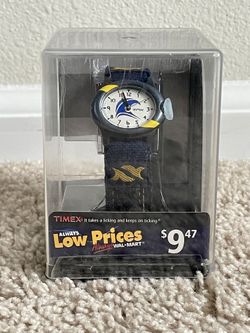 TIMEX It takes a licking and keeps on ticking.
ALWAYS
Low Prices $9.47
Always WAL-MART